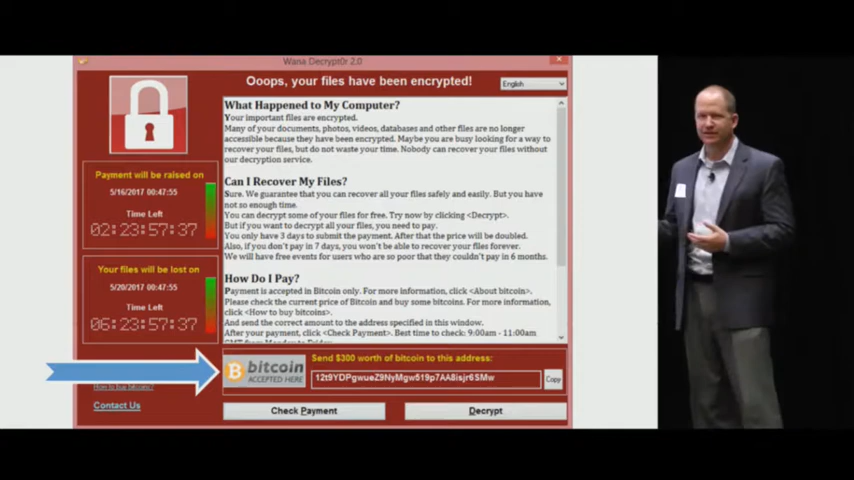 Wana Decrypt0r 2.0
Ooops, your files have been encrypted!
English
What Happened to My Computer?
Your important files are encrypted.
Many of your documents, photos, videos, databases and other files are no longer
accessible because they have been encrypted. Maybe you are busy looking for a way to
recover your files, but do not waste your time. Nobody can recover your files without
our decryption service.
Can I Recover My Files?
Sure. We guarantee that you can recover all your files safely and easily. But you have
not so enough time.
You can decrypt some of your files for free. Try now by clicking <Decrypt>.
But if you want to decrypt all your files, you need to pay.
You only have 3 days to submit the payment. After that the price will be doubled.
Also, if you don't pay in 7 days, you won't be able to recover your files forever.
We will have free events for users who are so poor that they couldn't pay in 6 months.
How Do I Pay?
Payment is accepted in Bitcoin only. For more information, click <About bitcoin>.
Please check the current price of Bitcoin and buy some bitcoins. For more information,
click <How to buy bitcoins>.
And send the correct amount to the address specified in this window.
After your payment, click <Check Payment>. Best time to check: 9:00am - 11:00am
GMT from Monday to Friday.
Payment will be raised on
5/16/2017 00:47:55
Time Left
02:23:57:37
Your files will be lost on
5/20/2017 00:47:55
Time Left
06:23:57:37
How to buy bitcoins?
Contact Us
bitcoin
ACCEPTED HERE
Send $300 worth of bitcoin to this address:
12t9YDPgwueZ9NyMgw519p7AA8isjr6SMw
Copy
Check Payment
Decrypt